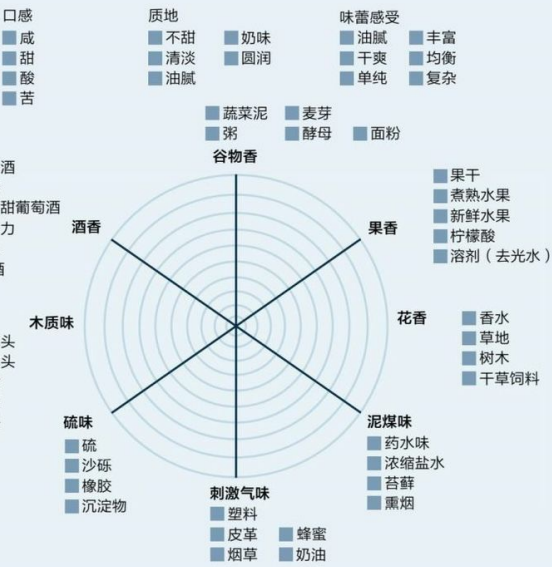 口感
咸
甜
酸
苦
质地
不甜 奶味
清淡 圆润
油腻
味蕾感受
油腻 丰富
干爽 均衡
单纯 复杂
蔬菜泥 麦芽
粥 酵母 面粉
谷物香
酒
甜葡萄酒
力
酒
头
头
酒香
果香
果干
煮熟水果
新鲜水果
柠檬酸
溶剂（去光水）
木质味
花香
香水
草地
树木
干草饲料
硫味
硫
沙砾
橡胶
沉淀物
泥煤味
药水味
浓缩盐水
苔藓
熏烟
刺激气味
塑料
皮革 蜂蜜
烟草 奶油